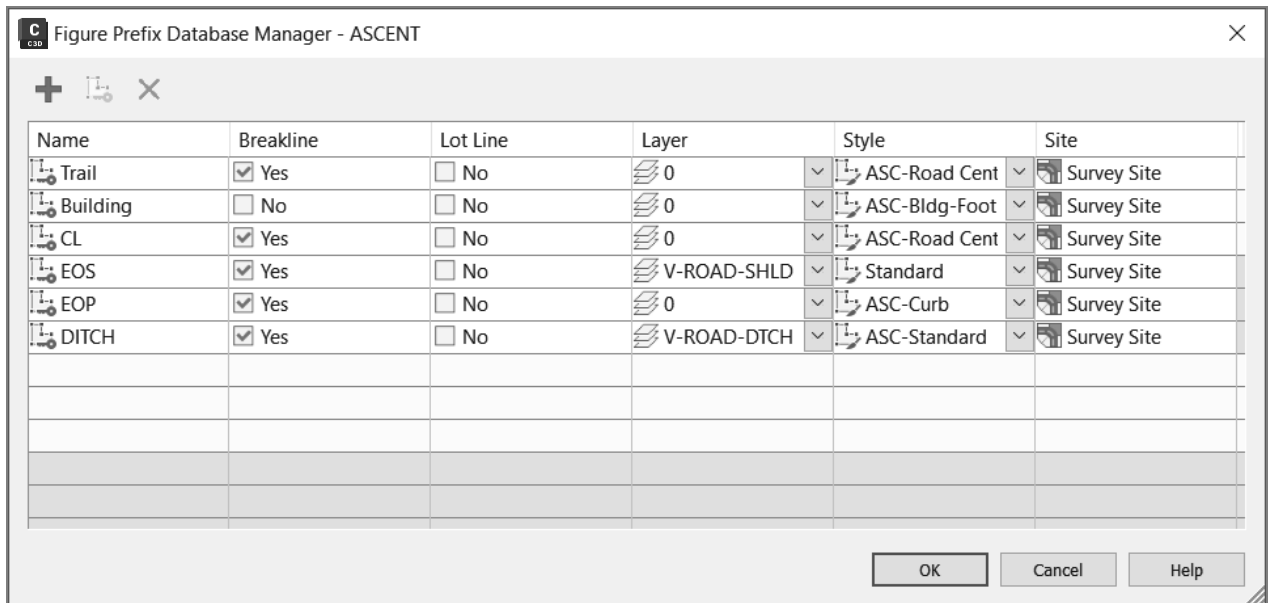 C Figure Prefix Database Manager - ASCENT
C3D
Name Breakline Lot Line Layer Style Site
Trail Yes No 0 ASC-Road Cent Survey Site
Building No No 0 ASC-Bldg-Foot Survey Site
CL Yes No 0 ASC-Road Cent Survey Site
EOS Yes No V-ROAD-SHLD Standard Survey Site
EOP Yes No 0 ASC-Curb Survey Site
DITCH Yes No V-ROAD-DTCH ASC-Standard Survey Site
OK Cancel Help